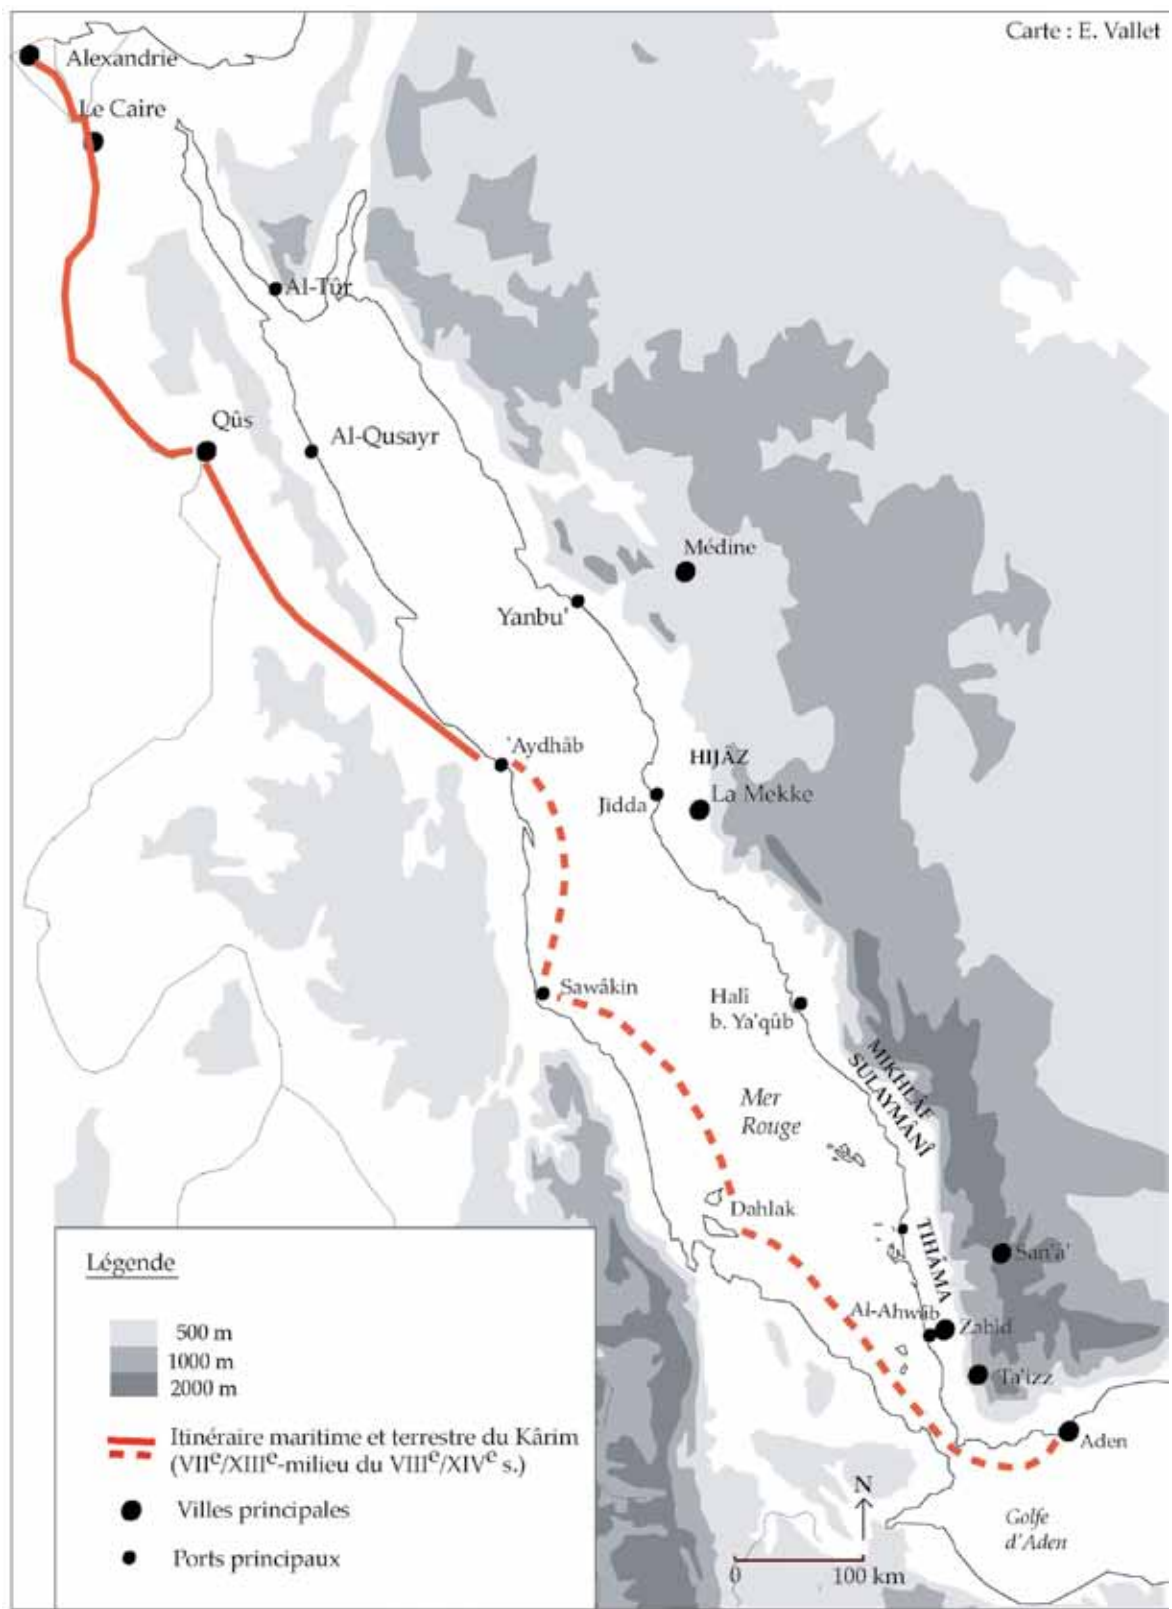 Carte : E. Vallet
Alexandrie
Le Caire
Al-Tûr
Qûs
Al-Qusayr
Médine
Yanbu'
'Aydhâb
HIJÂZ
Jidda
La Mekke
Sawâkin
Halî
b. Ya'qûb
MIKHLÂF
SULAYMÂNÎ
Mer
Rouge
Dahlak
TIHÂMA
San'â'
Al-Ahwâb
Zabîd
Ta'izz
Aden
Golfe
d'Aden
N
0 100 km
Légende
500 m
1000 m
2000 m
Itinéraire maritime et terrestre du Kârim
(VIIe/XIIIe-milieu du VIIIe/XIVe s.)
Villes principales
Ports principaux